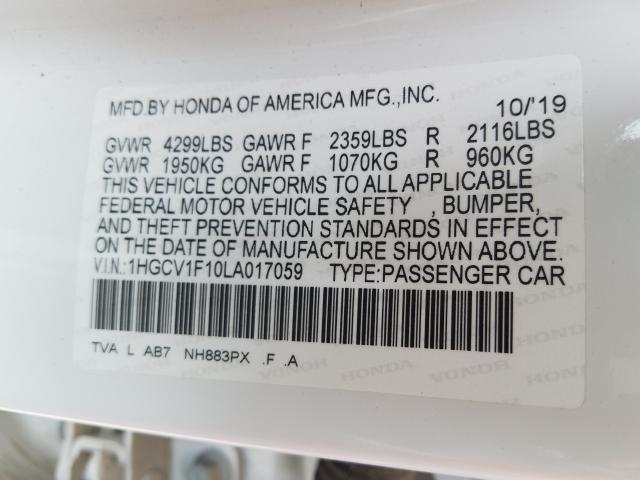 MFD.BY HONDA OF AMERICA MFG.,INC. 10/'19
GVWR 4299LBS GAWR F 2359LBS R 2116LBS
GVWR 1950KG GAWR F 1070KG R 960KG
THIS VEHICLE CONFORMS TO ALL APPLICABLE
FEDERAL MOTOR VEHICLE SAFETY , BUMPER,
AND THEFT PREVENTION STANDARDS IN EFFECT
ON THE DATE OF MANUFACTURE SHOWN ABOVE.
V.I.N.:1HGCV1F10LA017059 TYPE:PASSENGER CAR
TVA L AB7 NH883PX .F .A